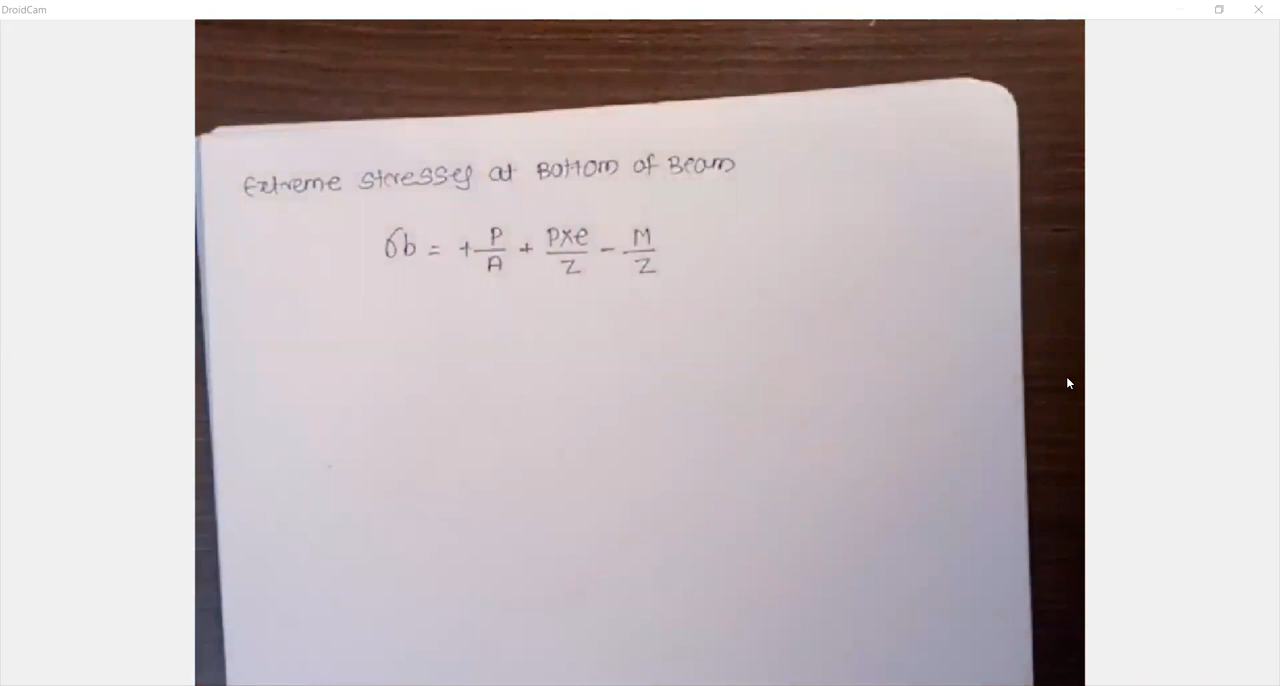 DroidCam
Extreme stresses at Bottom of Beam
σb = + P/A + P×e/Z - M/Z